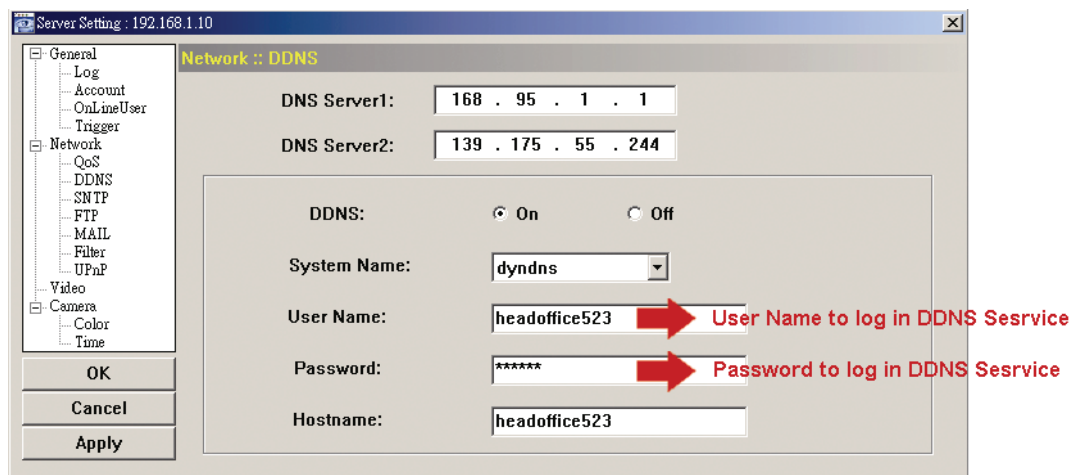 Server Setting : 192.168.1.10
General
Log
Account
OnLineUser
Trigger
Network
QoS
DDNS
SNTP
FTP
MAIL
Filter
UPnP
Video
Camera
Color
Time
OK
Cancel
Apply
Network :: DDNS
DNS Server1: 168 . 95 . 1 . 1
DNS Server2: 139 . 175 . 55 . 244
DDNS: On Off
System Name: dyndns
User Name: headoffice523 User Name to log in DDNS Sesrvice
Password: ****** Password to log in DDNS Sesrvice
Hostname: headoffice523